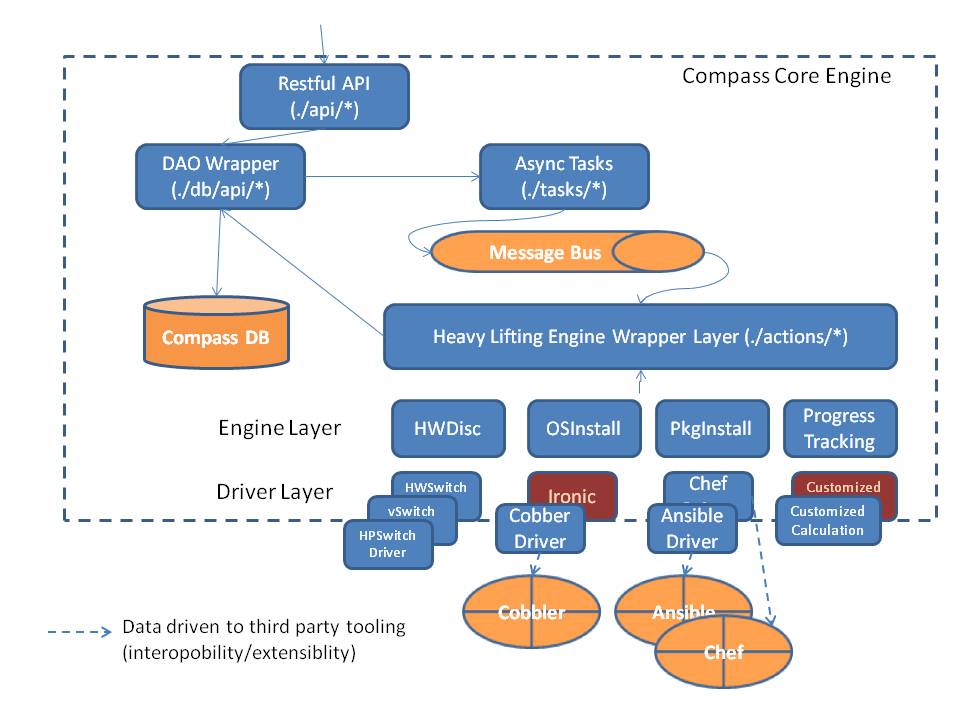 Compass Core Engine
Restful API
(./api/*)
DAO Wrapper
(./db/api/*)
Async Tasks
(./tasks/*)
Message Bus
Compass DB
Heavy Lifting Engine Wrapper Layer (./actions/*)
Engine Layer
HWDisc
OSInstall
PkgInstall
Progress
Tracking
Driver Layer
HWSwitch
vSwitch
HPSwitch
Driver
Ironic
Cobber
Driver
Chef
Ansible
Driver
Customized
Customized
Calculation
Cobbler
Ansible
Chef
Data driven to third party tooling
(interopobility/extensiblity)